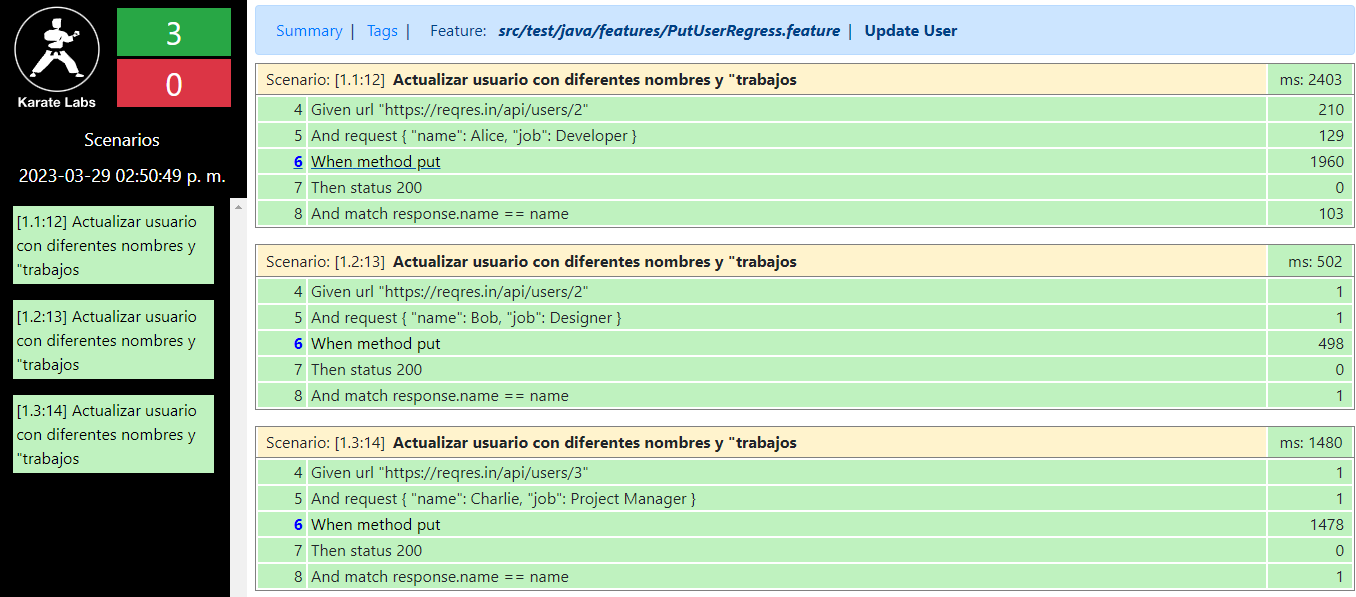 Karate Labs
3
0
Scenarios
2023-03-29 02:50:49 p. m.
[1.1:12] Actualizar usuario
con diferentes nombres y
"trabajos
[1.2:13] Actualizar usuario
con diferentes nombres y
"trabajos
[1.3:14] Actualizar usuario
con diferentes nombres y
"trabajos
Summary | Tags | Feature: src/test/java/features/PutUserRegress.feature | Update User
Scenario: [1.1:12] Actualizar usuario con diferentes nombres y "trabajos ms: 2403
4 Given url "https://reqres.in/api/users/2" 210
5 And request { "name": Alice, "job": Developer } 129
6 When method put 1960
7 Then status 200 0
8 And match response.name == name 103
Scenario: [1.2:13] Actualizar usuario con diferentes nombres y "trabajos ms: 502
4 Given url "https://reqres.in/api/users/2" 1
5 And request { "name": Bob, "job": Designer } 1
6 When method put 498
7 Then status 200 0
8 And match response.name == name 1
Scenario: [1.3:14] Actualizar usuario con diferentes nombres y "trabajos ms: 1480
4 Given url "https://reqres.in/api/users/3" 1
5 And request { "name": Charlie, "job": Project Manager } 1
6 When method put 1478
7 Then status 200 0
8 And match response.name == name 1